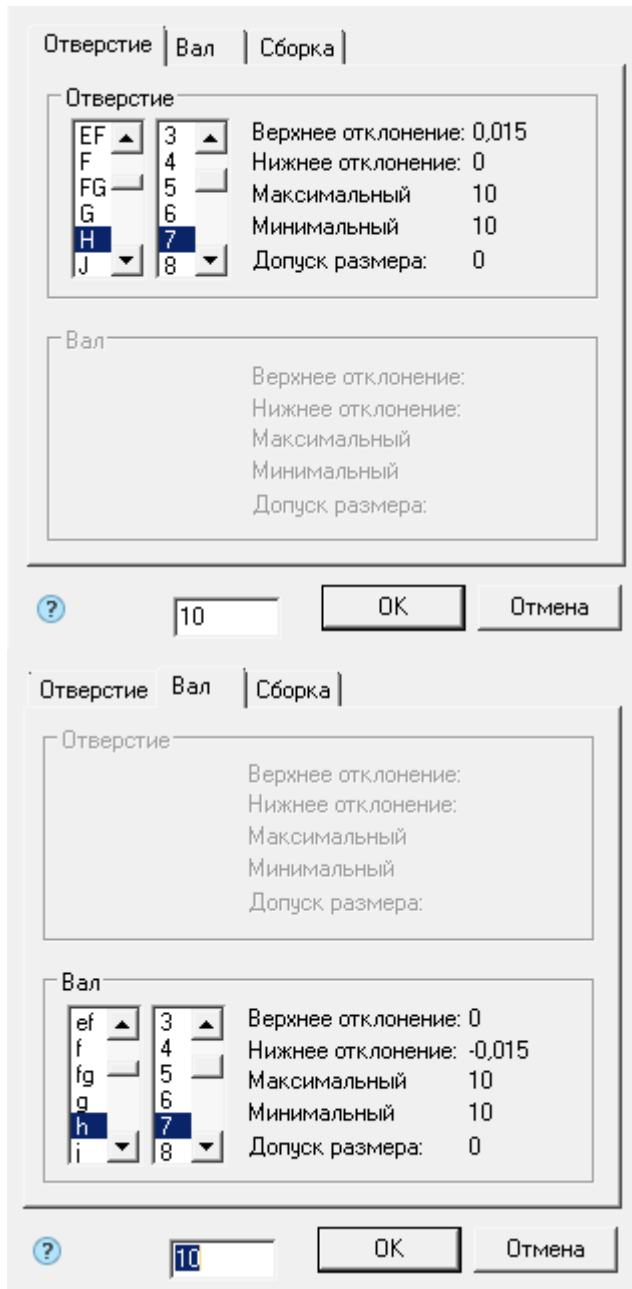 Отверстие Вал Сборка
Отверстие
EF 3 Верхнее отклонение: 0,015
F 4 Нижнее отклонение: 0
FG 5 Максимальный 10
G 6 Минимальный 10
H 7 Допуск размера: 0
J 8
Вал
Верхнее отклонение:
Нижнее отклонение:
Максимальный
Минимальный
Допуск размера:
? 10 OK Отмена
Отверстие Вал Сборка
Отверстие
Верхнее отклонение:
Нижнее отклонение:
Максимальный
Минимальный
Допуск размера:
Вал
ef 3 Верхнее отклонение: 0
f 4 Нижнее отклонение: -0,015
fg 5 Максимальный 10
g 6 Минимальный 10
h 7 Допуск размера: 0
8
? 10 OK Отмена